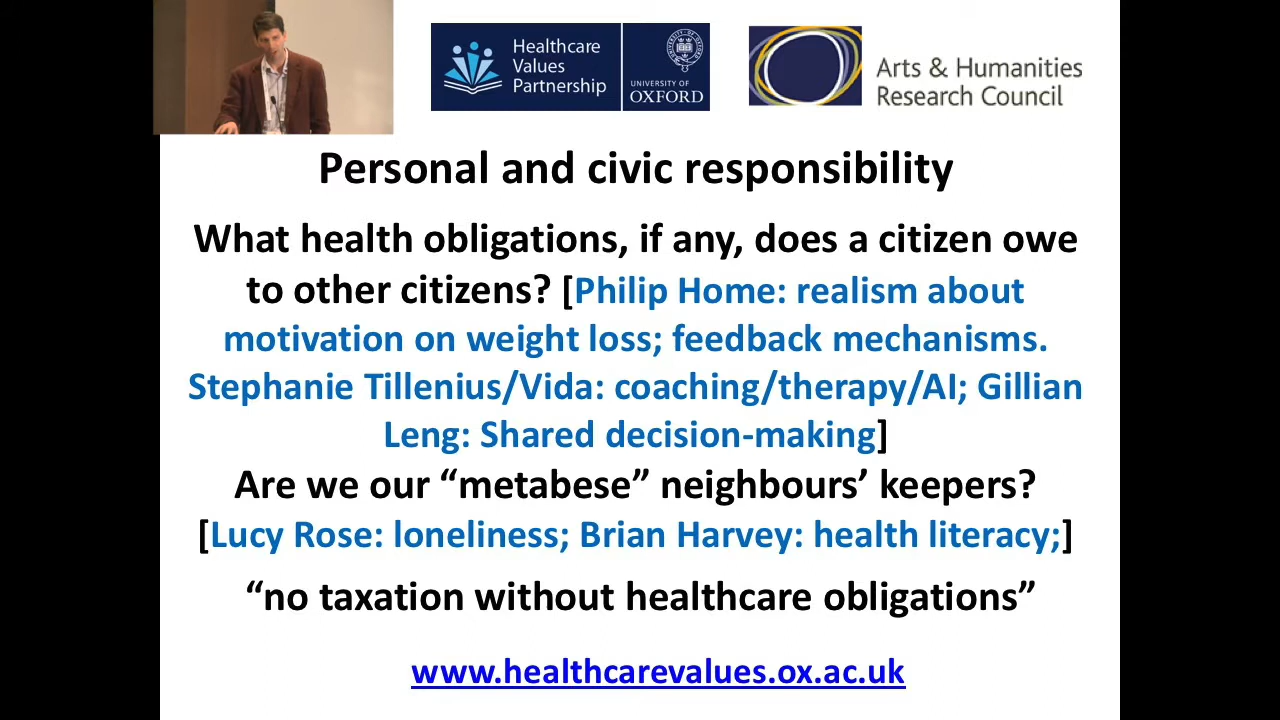 Healthcare
Values
Partnership
UNIVERSITY OF
OXFORD
Arts & Humanities
Research Council
Personal and civic responsibility
What health obligations, if any, does a citizen owe
to other citizens? [Philip Home: realism about
motivation on weight loss; feedback mechanisms.
Stephanie Tillenius/Vida: coaching/therapy/AI; Gillian
Leng: Shared decision-making]
Are we our “metabese” neighbours’ keepers?
[Lucy Rose: loneliness; Brian Harvey: health literacy;]
“no taxation without healthcare obligations”
www.healthcarevalues.ox.ac.uk